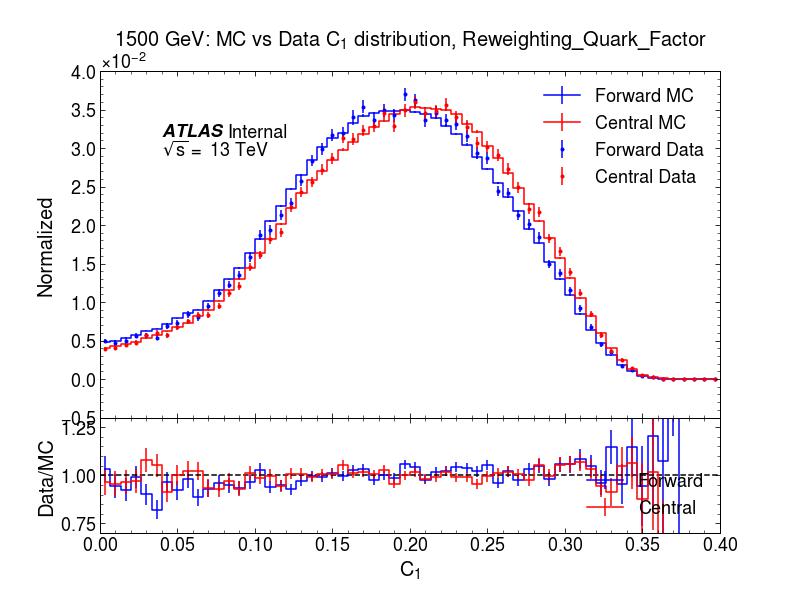 1500 GeV: MC vs Data C₁ distribution, Reweighting_Quark_Factor
×10⁻²
4.0
3.5
3.0
2.5
2.0
1.5
1.0
0.5
0.0
−0.5
Normalized
ATLAS Internal
√s = 13 TeV
Forward MC
Central MC
Forward Data
Central Data
1.25
1.00
0.75
Data/MC
Forward
Central
0.00 0.05 0.10 0.15 0.20 0.25 0.30 0.35 0.40
C₁